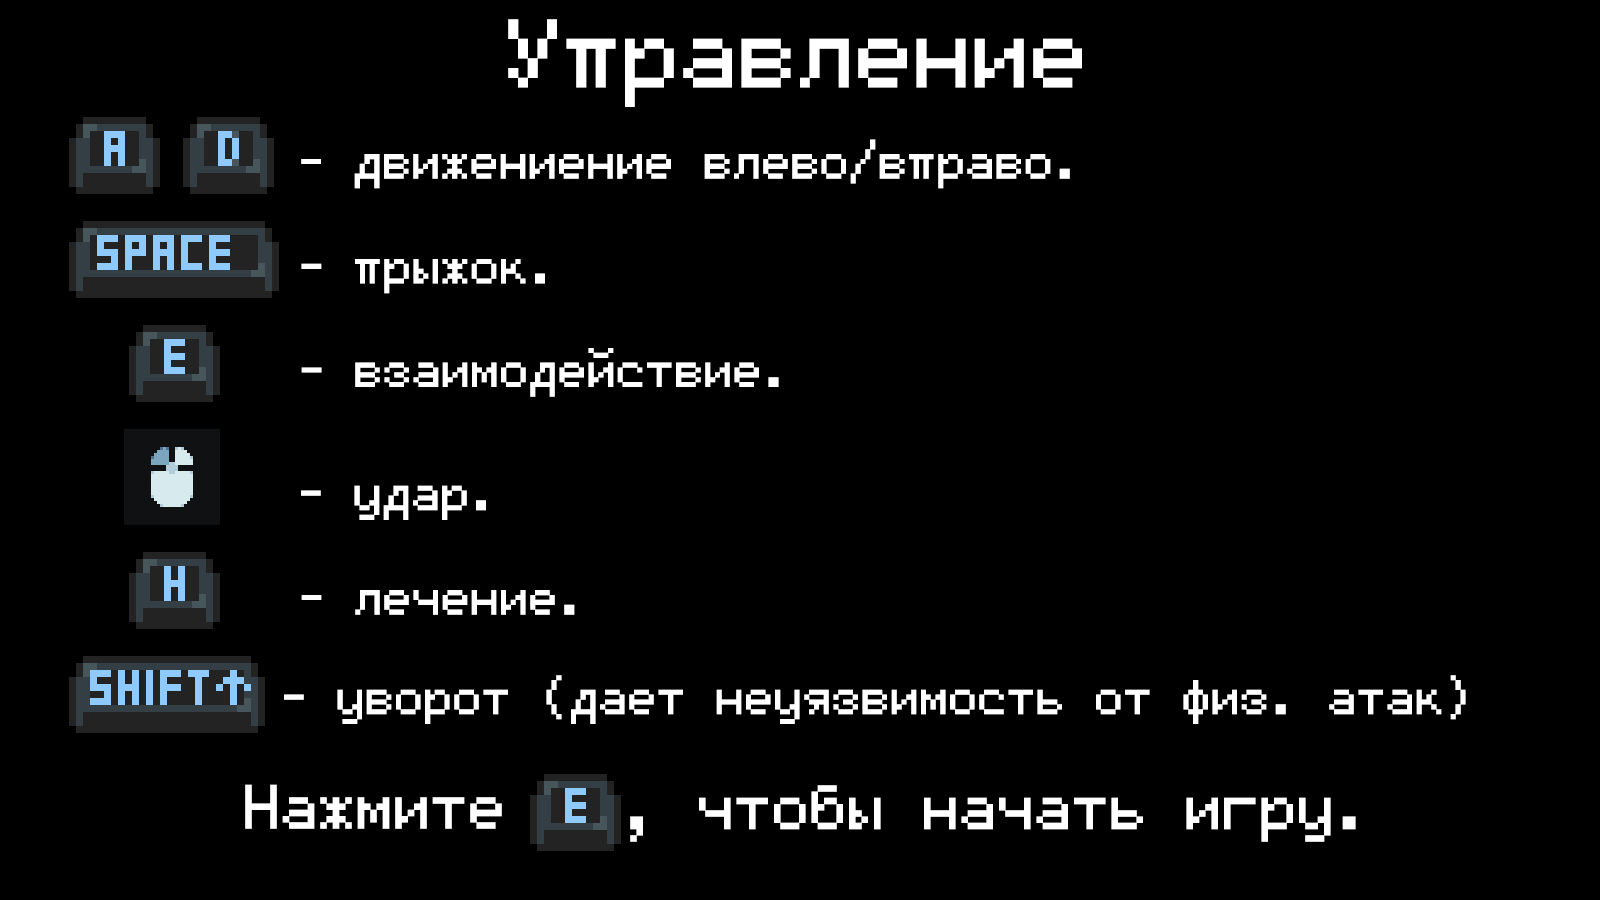 Управление
A D - движениение влево/вправо.
SPACE - прыжок.
E - взаимодействие.
- удар.
H - лечение.
SHIFT↑ - уворот (дает неуязвимость от физ. атак)
Нажмите E, чтобы начать игру.